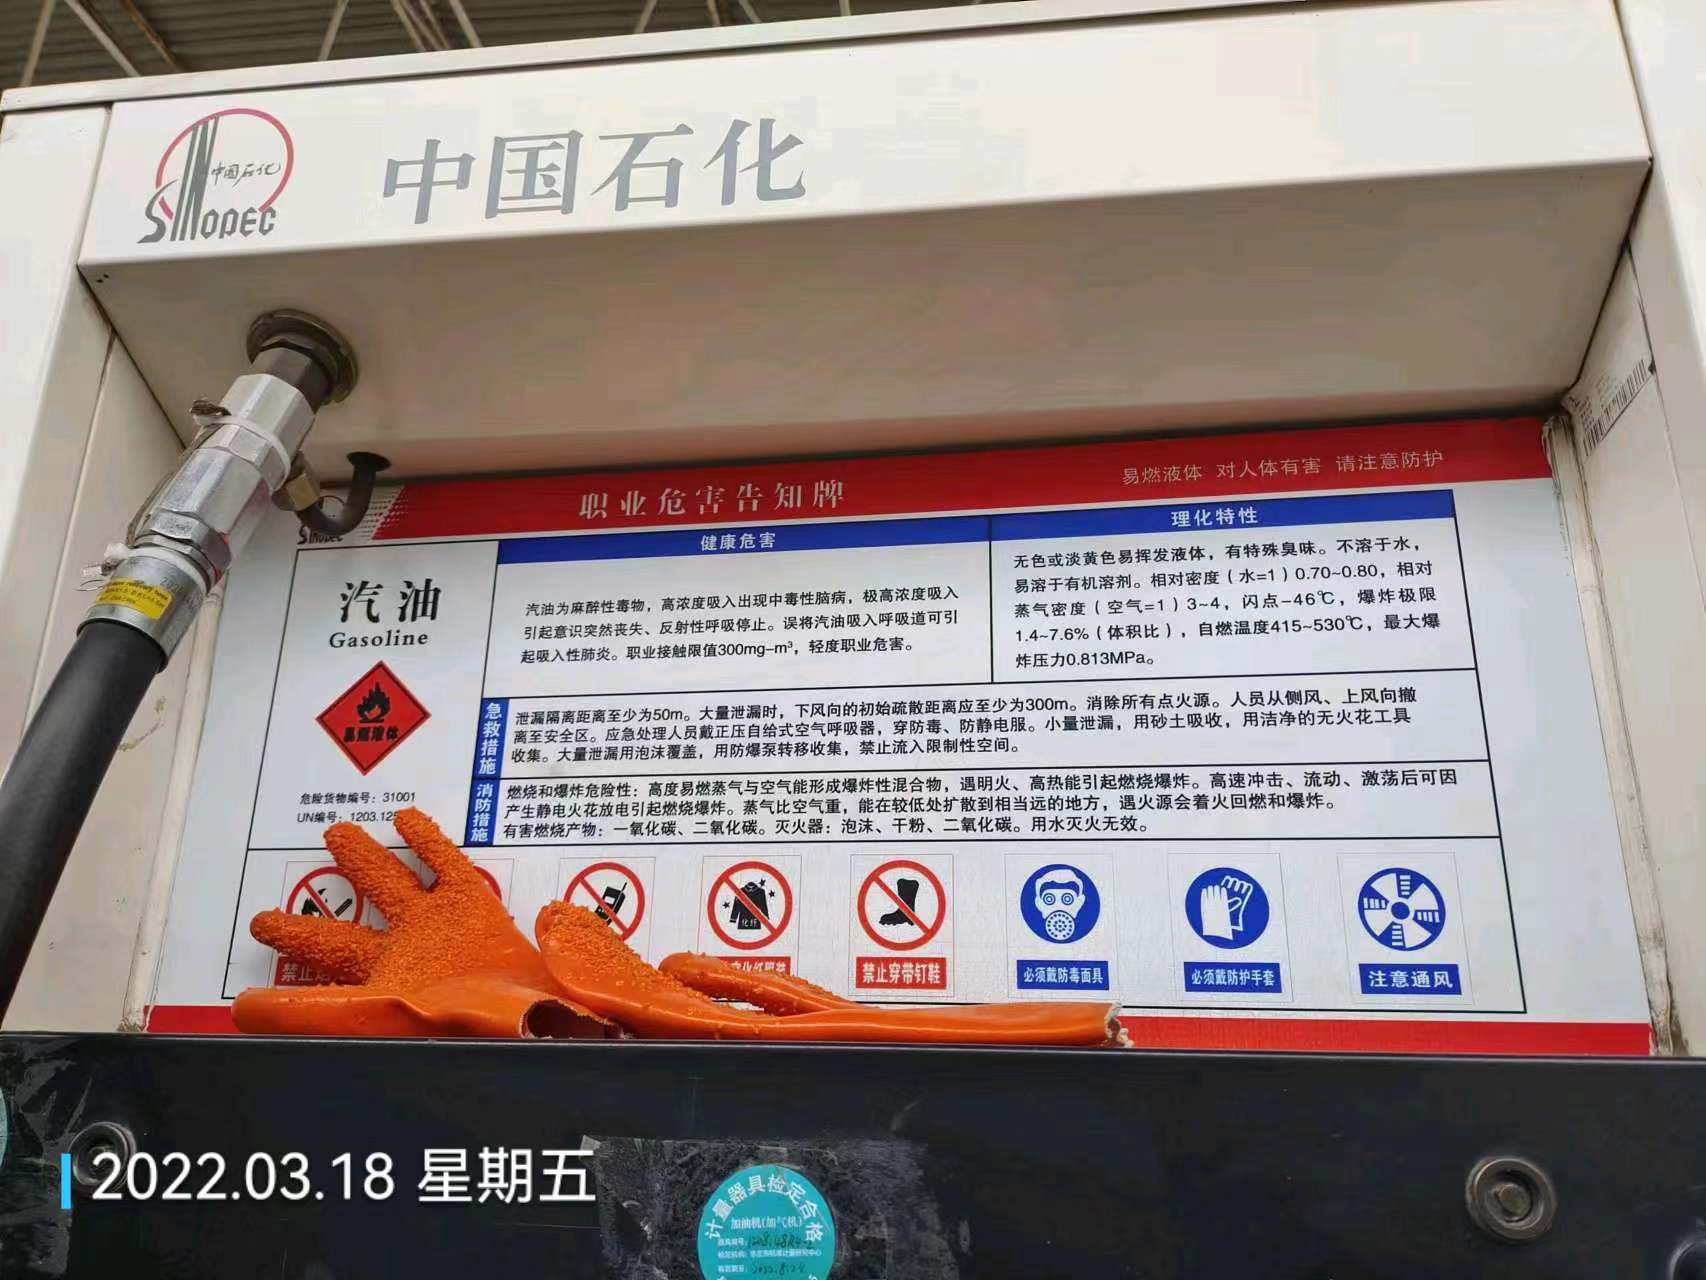 中国石化
SINOPEC
中国石化
职业危害告知牌
易燃液体 对人体有害 请注意防护
SINOPEC
汽油
Gasoline
易燃液体
危险货物编号：31001
UN编号：1203.125
健康危害
汽油为麻醉性毒物，高浓度吸入出现中毒性脑病，极高浓度吸入
引起意识突然丧失、反射性呼吸停止。误将汽油吸入呼吸道可引
起吸入性肺炎。职业接触限值300mg-m³，轻度职业危害。
理化特性
无色或淡黄色易挥发液体，有特殊臭味。不溶于水，
易溶于有机溶剂。相对密度（水=1）0.70~0.80，相对
蒸气密度（空气=1）3~4，闪点-46℃，爆炸极限
1.4~7.6%（体积比），自燃温度415~530℃，最大爆
炸压力0.813MPa。
急救措施
泄漏隔离距离至少为50m。大量泄漏时，下风向的初始疏散距离应至少为300m。消除所有点火源。人员从侧风、上风向撤
离至安全区。应急处理人员戴正压自给式空气呼吸器，穿防毒、防静电服。小量泄漏，用砂土吸收，用洁净的无火花工具
收集。大量泄漏用泡沫覆盖，用防爆泵转移收集，禁止流入限制性空间。
消防措施
燃烧和爆炸危险性：高度易燃蒸气与空气能形成爆炸性混合物，遇明火、高热能引起燃烧爆炸。高速冲击、流动、激荡后可因
产生静电火花放电引起燃烧爆炸。蒸气比空气重，能在较低处扩散到相当远的地方，遇火源会着火回燃和爆炸。
有害燃烧产物：一氧化碳、二氧化碳。灭火器：泡沫、干粉、二氧化碳。用水灭火无效。
化纤
禁止
禁止穿带钉鞋
必须戴防毒面具
必须戴防护手套
注意通风
2022.03.18 星期五
计量器具检定合格
加油机(加气机)